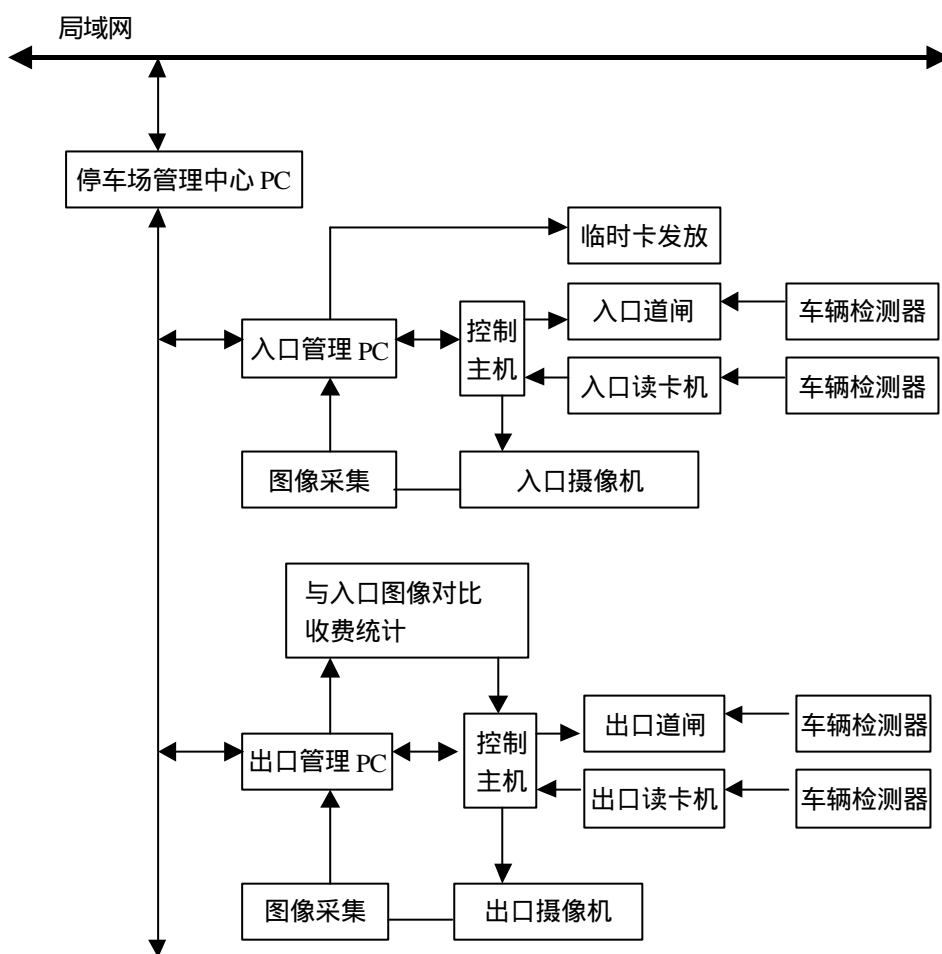 局域网
停车场管理中心 PC
临时卡发放
入口道闸
车辆检测器
入口管理 PC
控制
主机
入口读卡机
车辆检测器
图像采集
入口摄像机
与入口图像对比
收费统计
出口道闸
车辆检测器
出口管理 PC
控制
主机
出口读卡机
车辆检测器
图像采集
出口摄像机